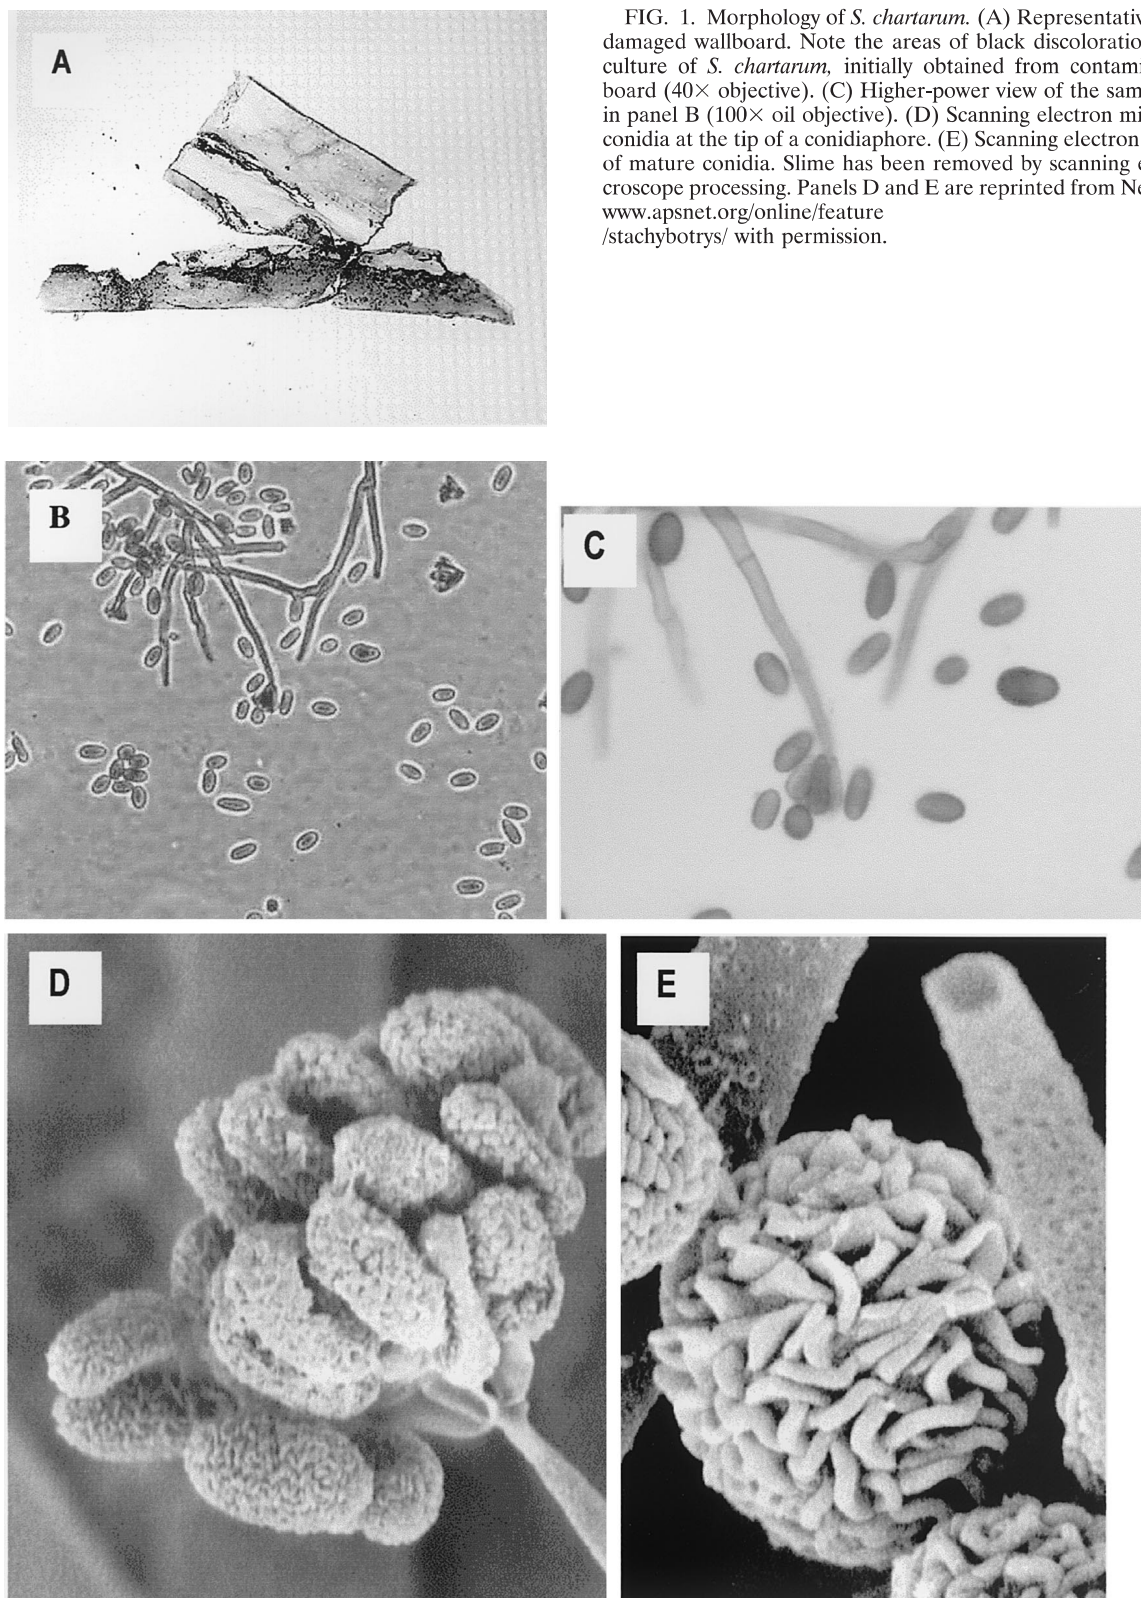 FIG. 1. Morphology of S. chartarum. (A) Representativ
damaged wallboard. Note the areas of black discoloratio
culture of S. chartarum, initially obtained from contam
board (40× objective). (C) Higher-power view of the sam
in panel B (100× oil objective). (D) Scanning electron mi
conidia at the tip of a conidiaphore. (E) Scanning electron
of mature conidia. Slime has been removed by scanning e
croscope processing. Panels D and E are reprinted from Ne
www.apsnet.org/online/feature
/stachybotrys/ with permission.
A
B
C
D
E